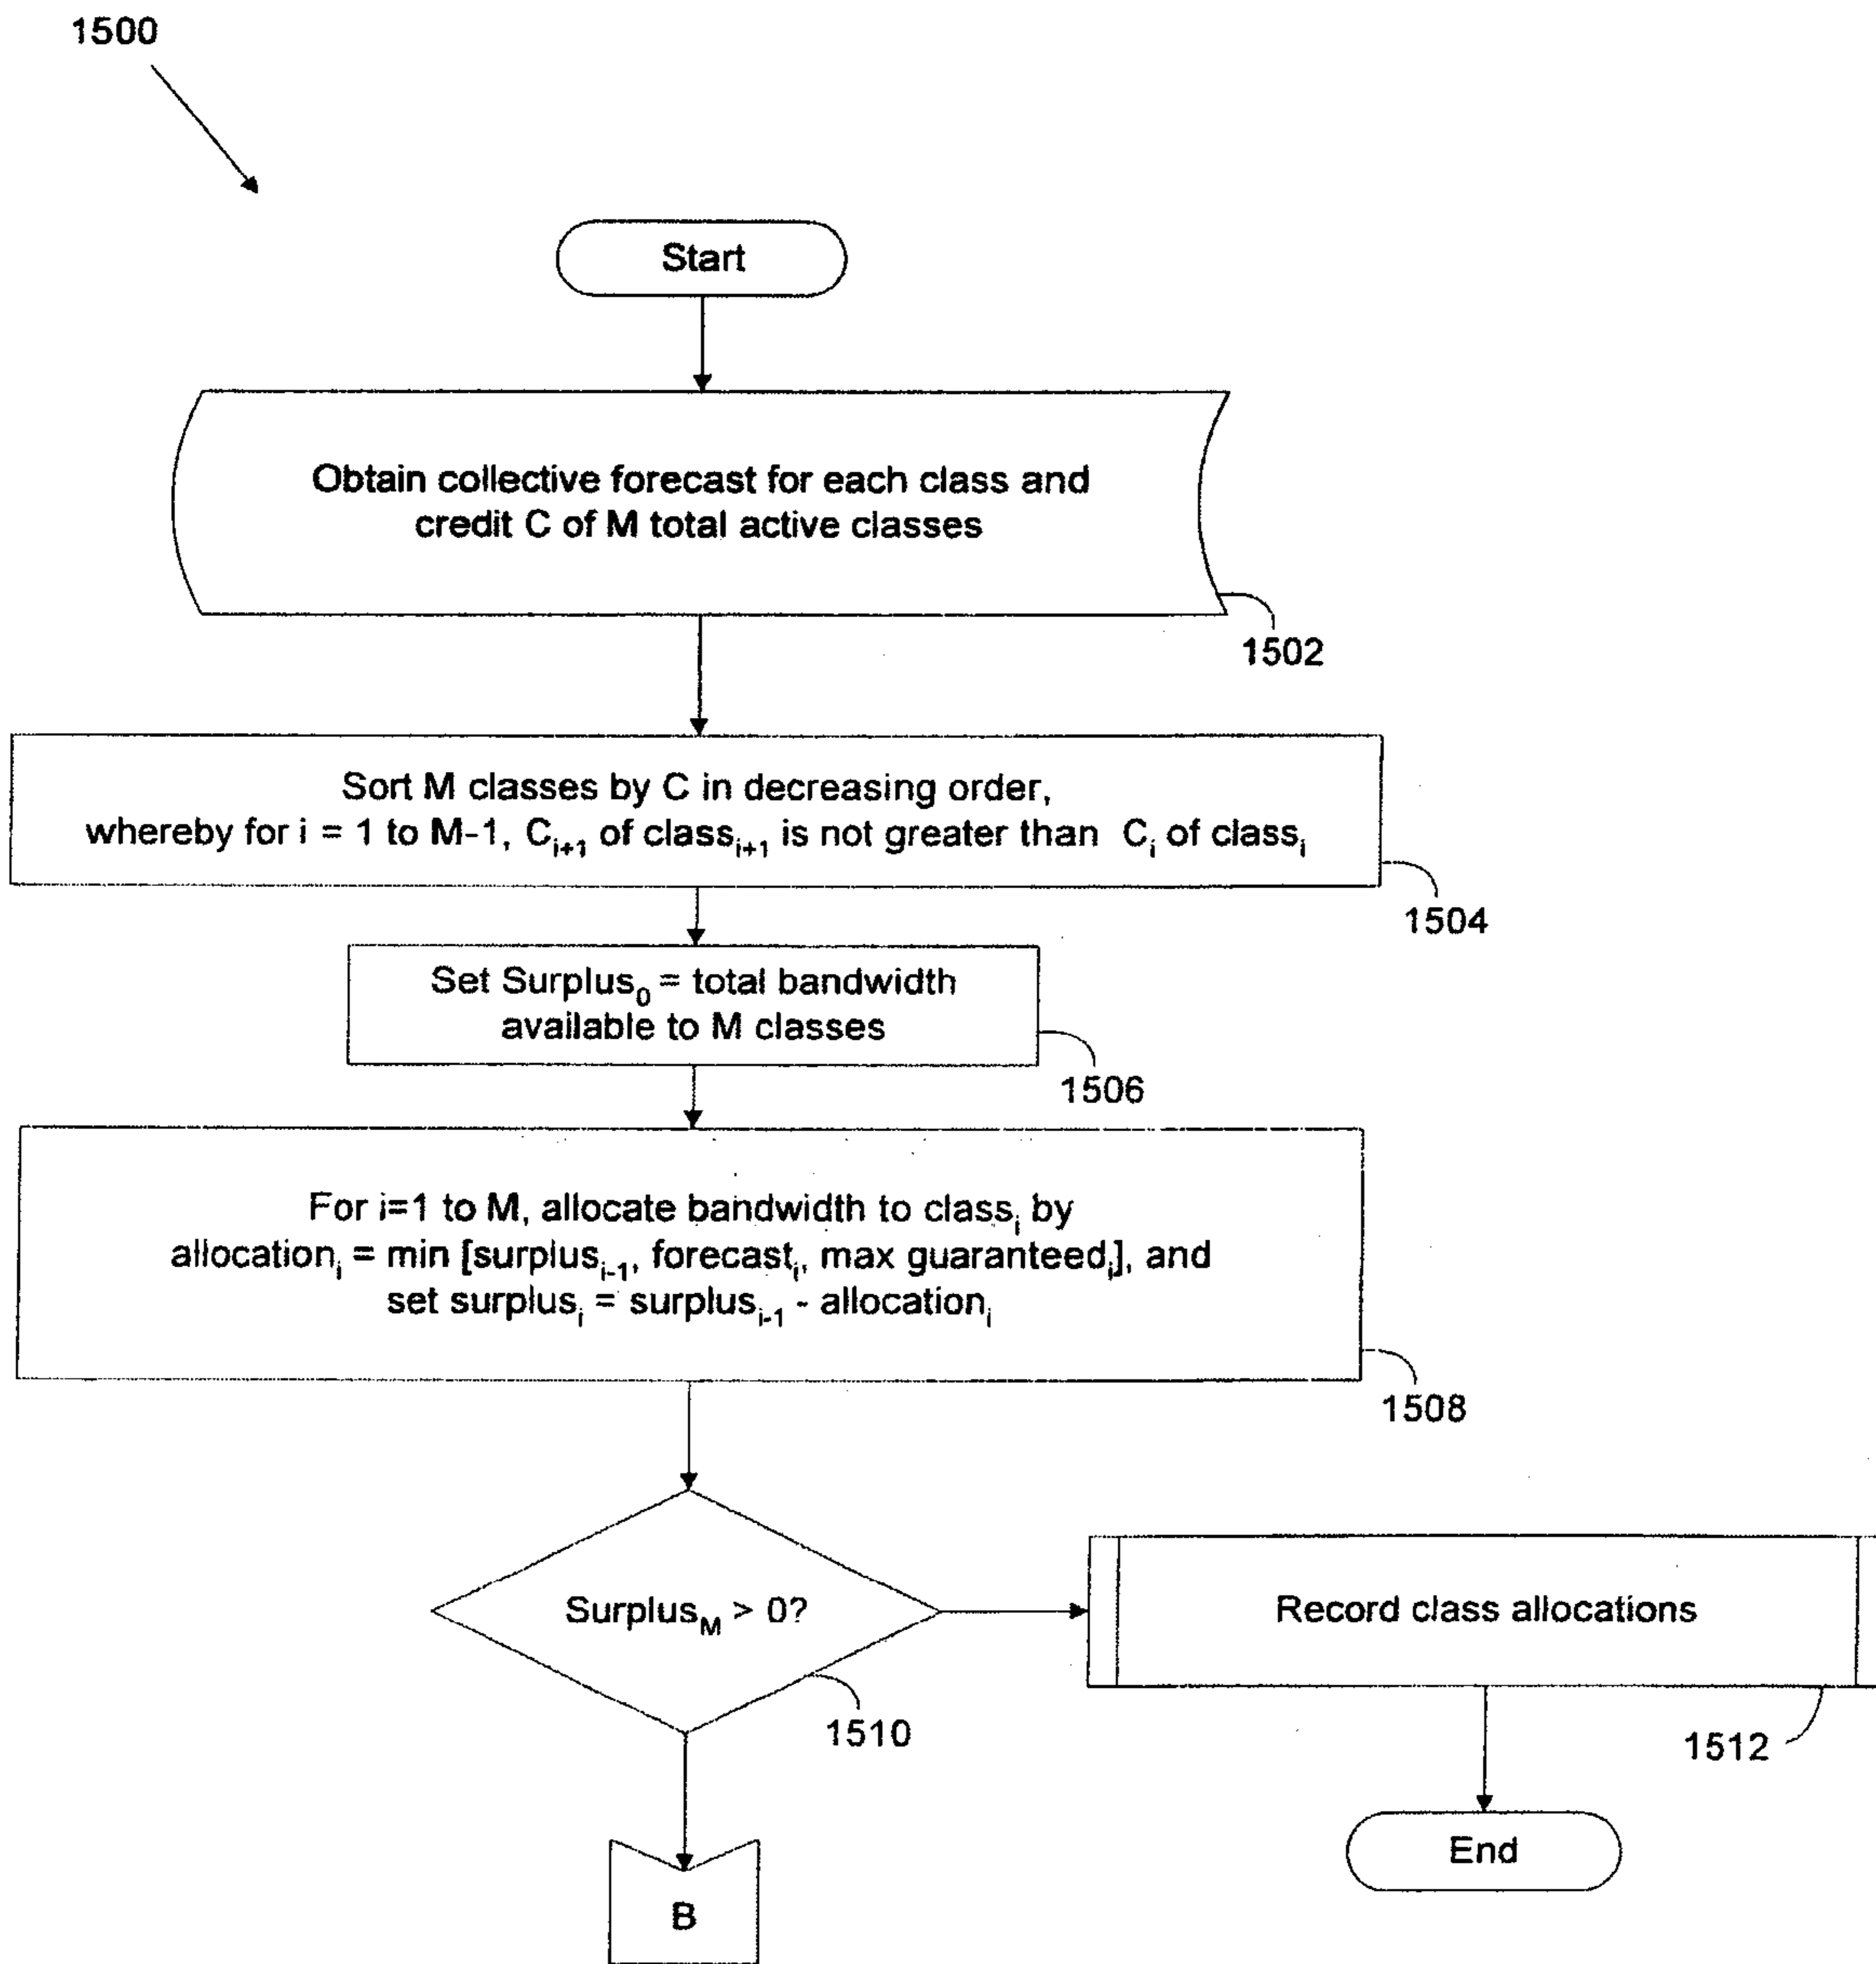 1500
Start
Obtain collective forecast for each class and
credit C of M total active classes
1502
Sort M classes by C in decreasing order,
whereby for i = 1 to M-1, Cᵢ₊₁ of classᵢ₊₁ is not greater than Cᵢ of classᵢ
1504
Set Surplus₀ = total bandwidth
available to M classes
1506
For i=1 to M, allocate bandwidth to classᵢ by
allocationᵢ = min [surplusᵢ₋₁, forecastᵢ, max guaranteedᵢ], and
set surplusᵢ = surplusᵢ₋₁ - allocationᵢ
1508
Surplus_M > 0?
1510
Record class allocations
1512
End
B